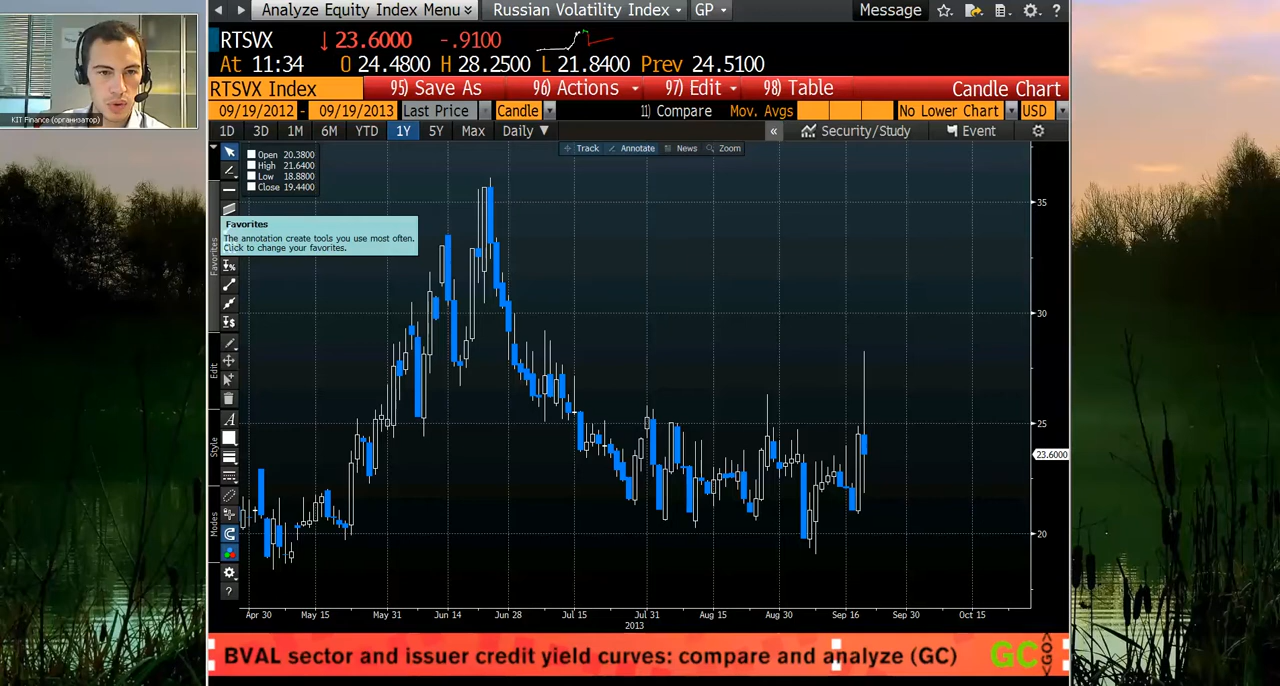 KIT Finance (организатор)
Analyze Equity Index Menu
Russian Volatility Index
GP
Message
?
RTSVX
↓23.6000 -.9100
At 11:34 O 24.4800 H 28.2500 L 21.8400 Prev 24.5100
RTSVX Index 95) Save As 96) Actions 97) Edit 98) Table Candle Chart
09/19/2012 - 09/19/2013 Last Price Candle 11) Compare Mov. Avgs No Lower Chart USD
1D 3D 1M 6M YTD 1Y 5Y Max Daily ▼ « Security/Study Event
Track Annotate News Zoom
Open 20.3800
High 21.6400
Low 18.8800
Close 19.4400
Favorites
The annotation create tools you use most often.
Click to change your favorites.
Favorites
%
$
Edit
A
Style
Modes
?
35
30
25
23.6000
20
Apr 30 May 15 May 31 Jun 14 Jun 28 Jul 15 Jul 31 Aug 15 Aug 30 Sep 16 Sep 30 Oct 15
2013
BVAL sector and issuer credit yield curves: compare and analyze (GC)
GC
<GO>